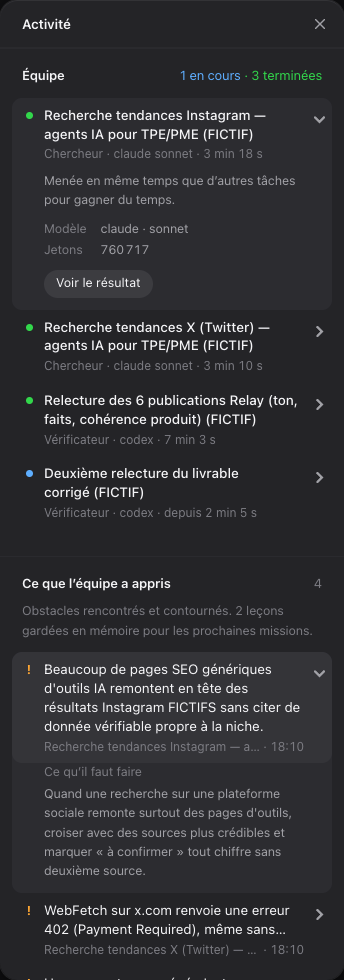 Activité
Équipe
1 en cours · 3 terminées
Recherche tendances Instagram —
agents IA pour TPE/PME (FICTIF)
Chercheur · claude sonnet · 3 min 18 s
Menée en même temps que d'autres tâches
pour gagner du temps.
Modèle claude · sonnet
Jetons 760 717
Voir le résultat
Recherche tendances X (Twitter) —
agents IA pour TPE/PME (FICTIF)
Chercheur · claude sonnet · 3 min 10 s
Relecture des 6 publications Relay (ton,
faits, cohérence produit) (FICTIF)
Vérificateur · codex · 7 min 3 s
Deuxième relecture du livrable
corrigé (FICTIF)
Vérificateur · codex · depuis 2 min 5 s
Ce que l'équipe a appris
4
Obstacles rencontrés et contournés. 2 leçons
gardées en mémoire pour les prochaines missions.
! Beaucoup de pages SEO génériques
d'outils IA remontent en tête des
résultats Instagram FICTIFS sans citer de
donnée vérifiable propre à la niche.
Recherche tendances Instagram — a... · 18:10
Ce qu'il faut faire
Quand une recherche sur une plateforme
sociale remonte surtout des pages d'outils,
croiser avec des sources plus crédibles et
marquer « à confirmer » tout chiffre sans
deuxième source.
! WebFetch sur x.com renvoie une erreur
402 (Payment Required), même sans...
Recherche tendances X (Twitter) — ... · 18:10